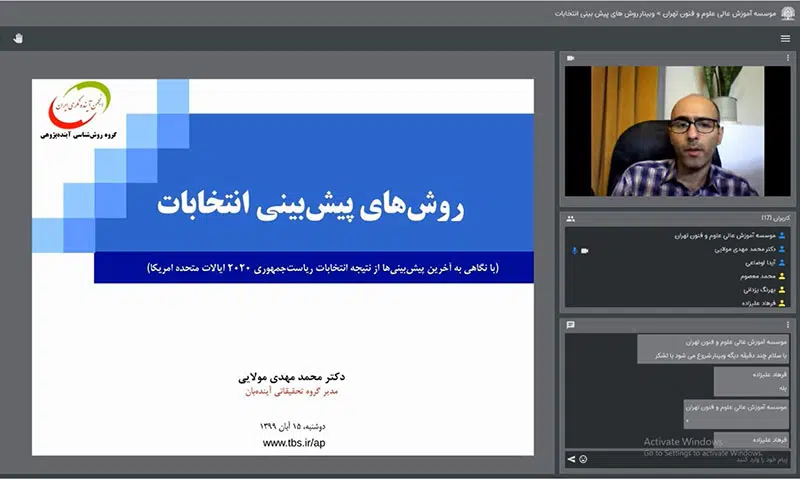 موسسه آموزش عالی علوم و فنون تهران > وبینار روش های پیش بینی انتخابات
انجمن آینده‌نگری ایران
گروه روش‌شناسی آینده‌پژوهی
روش‌های پیش‌بینی انتخابات
(با نگاهی به آخرین پیش‌بینی‌ها از نتیجه انتخابات ریاست‌جمهوری ۲۰۲۰ ایالات متحده امریکا)
دکتر محمد مهدی مولایی
مدیر گروه تحقیقاتی آینده‌بان
دوشنبه، ۱۵ آبان ۱۳۹۹
www.tbs.ir/ap
کاربران (17)
موسسه آموزش عالی علوم و فنون تهران
دکتر محمد مهدی مولایی
آیدا اوضاعی
محمد معصوم
بهرنگ یزدانی
فرهاد علیزاده
موسسه آموزش عالی علوم و فنون تهران
با سلام چند دقیقه دیگه وبینار شروع می شود با تشکر
فرهاد علیزاده
بله
موسسه آموزش عالی علوم و فنون تهران
*
فرهاد علیزاده
Activate Windows
Go to Settings to activate Windows.
پیام خود را وارد کنید